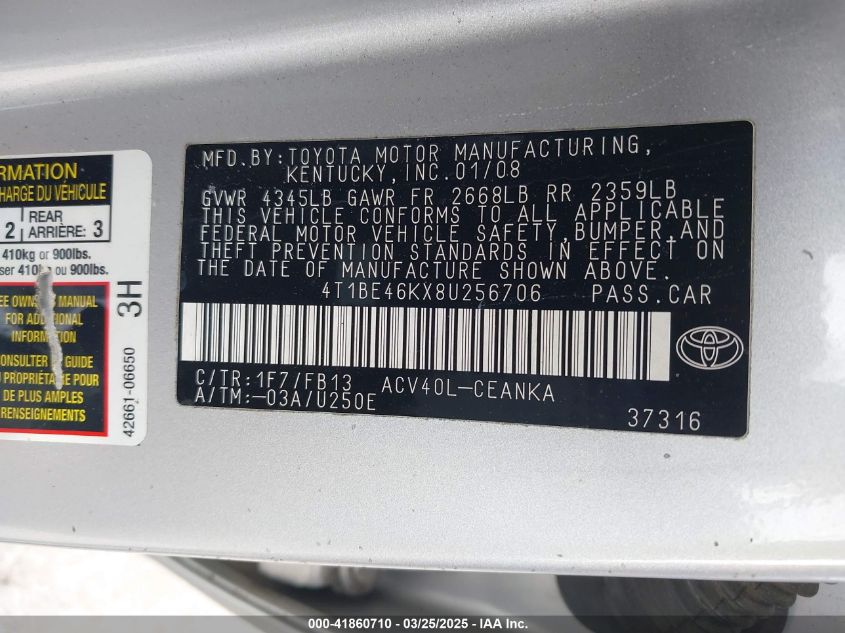 RMATION
CHARGE DU VÉHICULE
2 REAR ARRIÈRE: 3
410kg or 900lbs.
ser 410kg ou 900lbs.
EE OWNER'S MANUAL
FOR ADDITIONAL
INFORMATION
CONSULTER LE GUIDE
U PROPRIÉTAIRE POUR
DE PLUS AMPLES
RENSEIGNEMENTS
3H
42661-06650
MFD.BY:TOYOTA MOTOR MANUFACTURING,
KENTUCKY,INC.01/08
GVWR 4345LB GAWR FR 2668LB RR 2359LB
THIS VEHICLE CONFORMS TO ALL APPLICABLE
FEDERAL MOTOR VEHICLE SAFETY,BUMPER,AND
THEFT PREVENTION STANDARDS IN EFFECT ON
THE DATE OF MANUFACTURE SHOWN ABOVE.
4T1BE46KX8U256706 PASS.CAR
C/TR:1F7/FB13 ACV40L-CEANKA
A/TM:-03A/U250E
37316
000-41860710 - 03/25/2025 - COPYRIGHT IAA, INC.